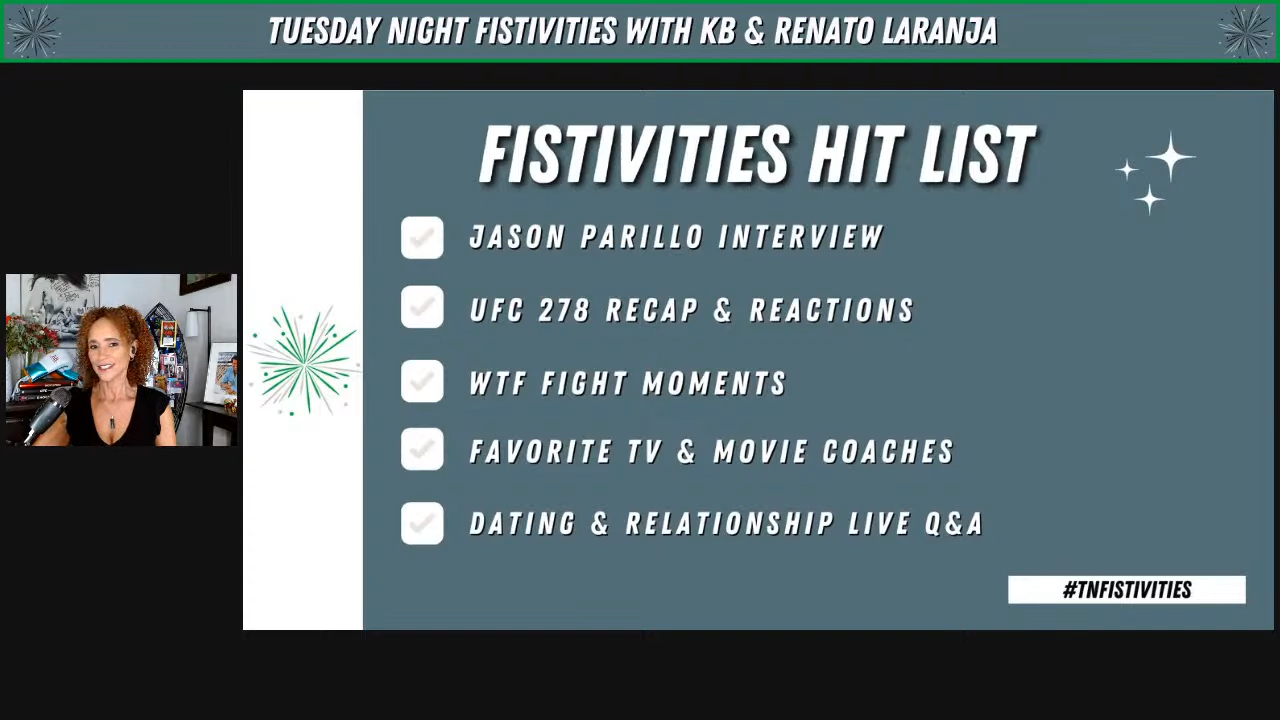 TUESDAY NIGHT FISTIVITIES WITH KB & RENATO LARANJA
FISTIVITIES HIT LIST
JASON PARILLO INTERVIEW
UFC 278 RECAP & REACTIONS
WTF FIGHT MOMENTS
FAVORITE TV & MOVIE COACHES
DATING & RELATIONSHIP LIVE Q&A
#TNFISTIVITIES